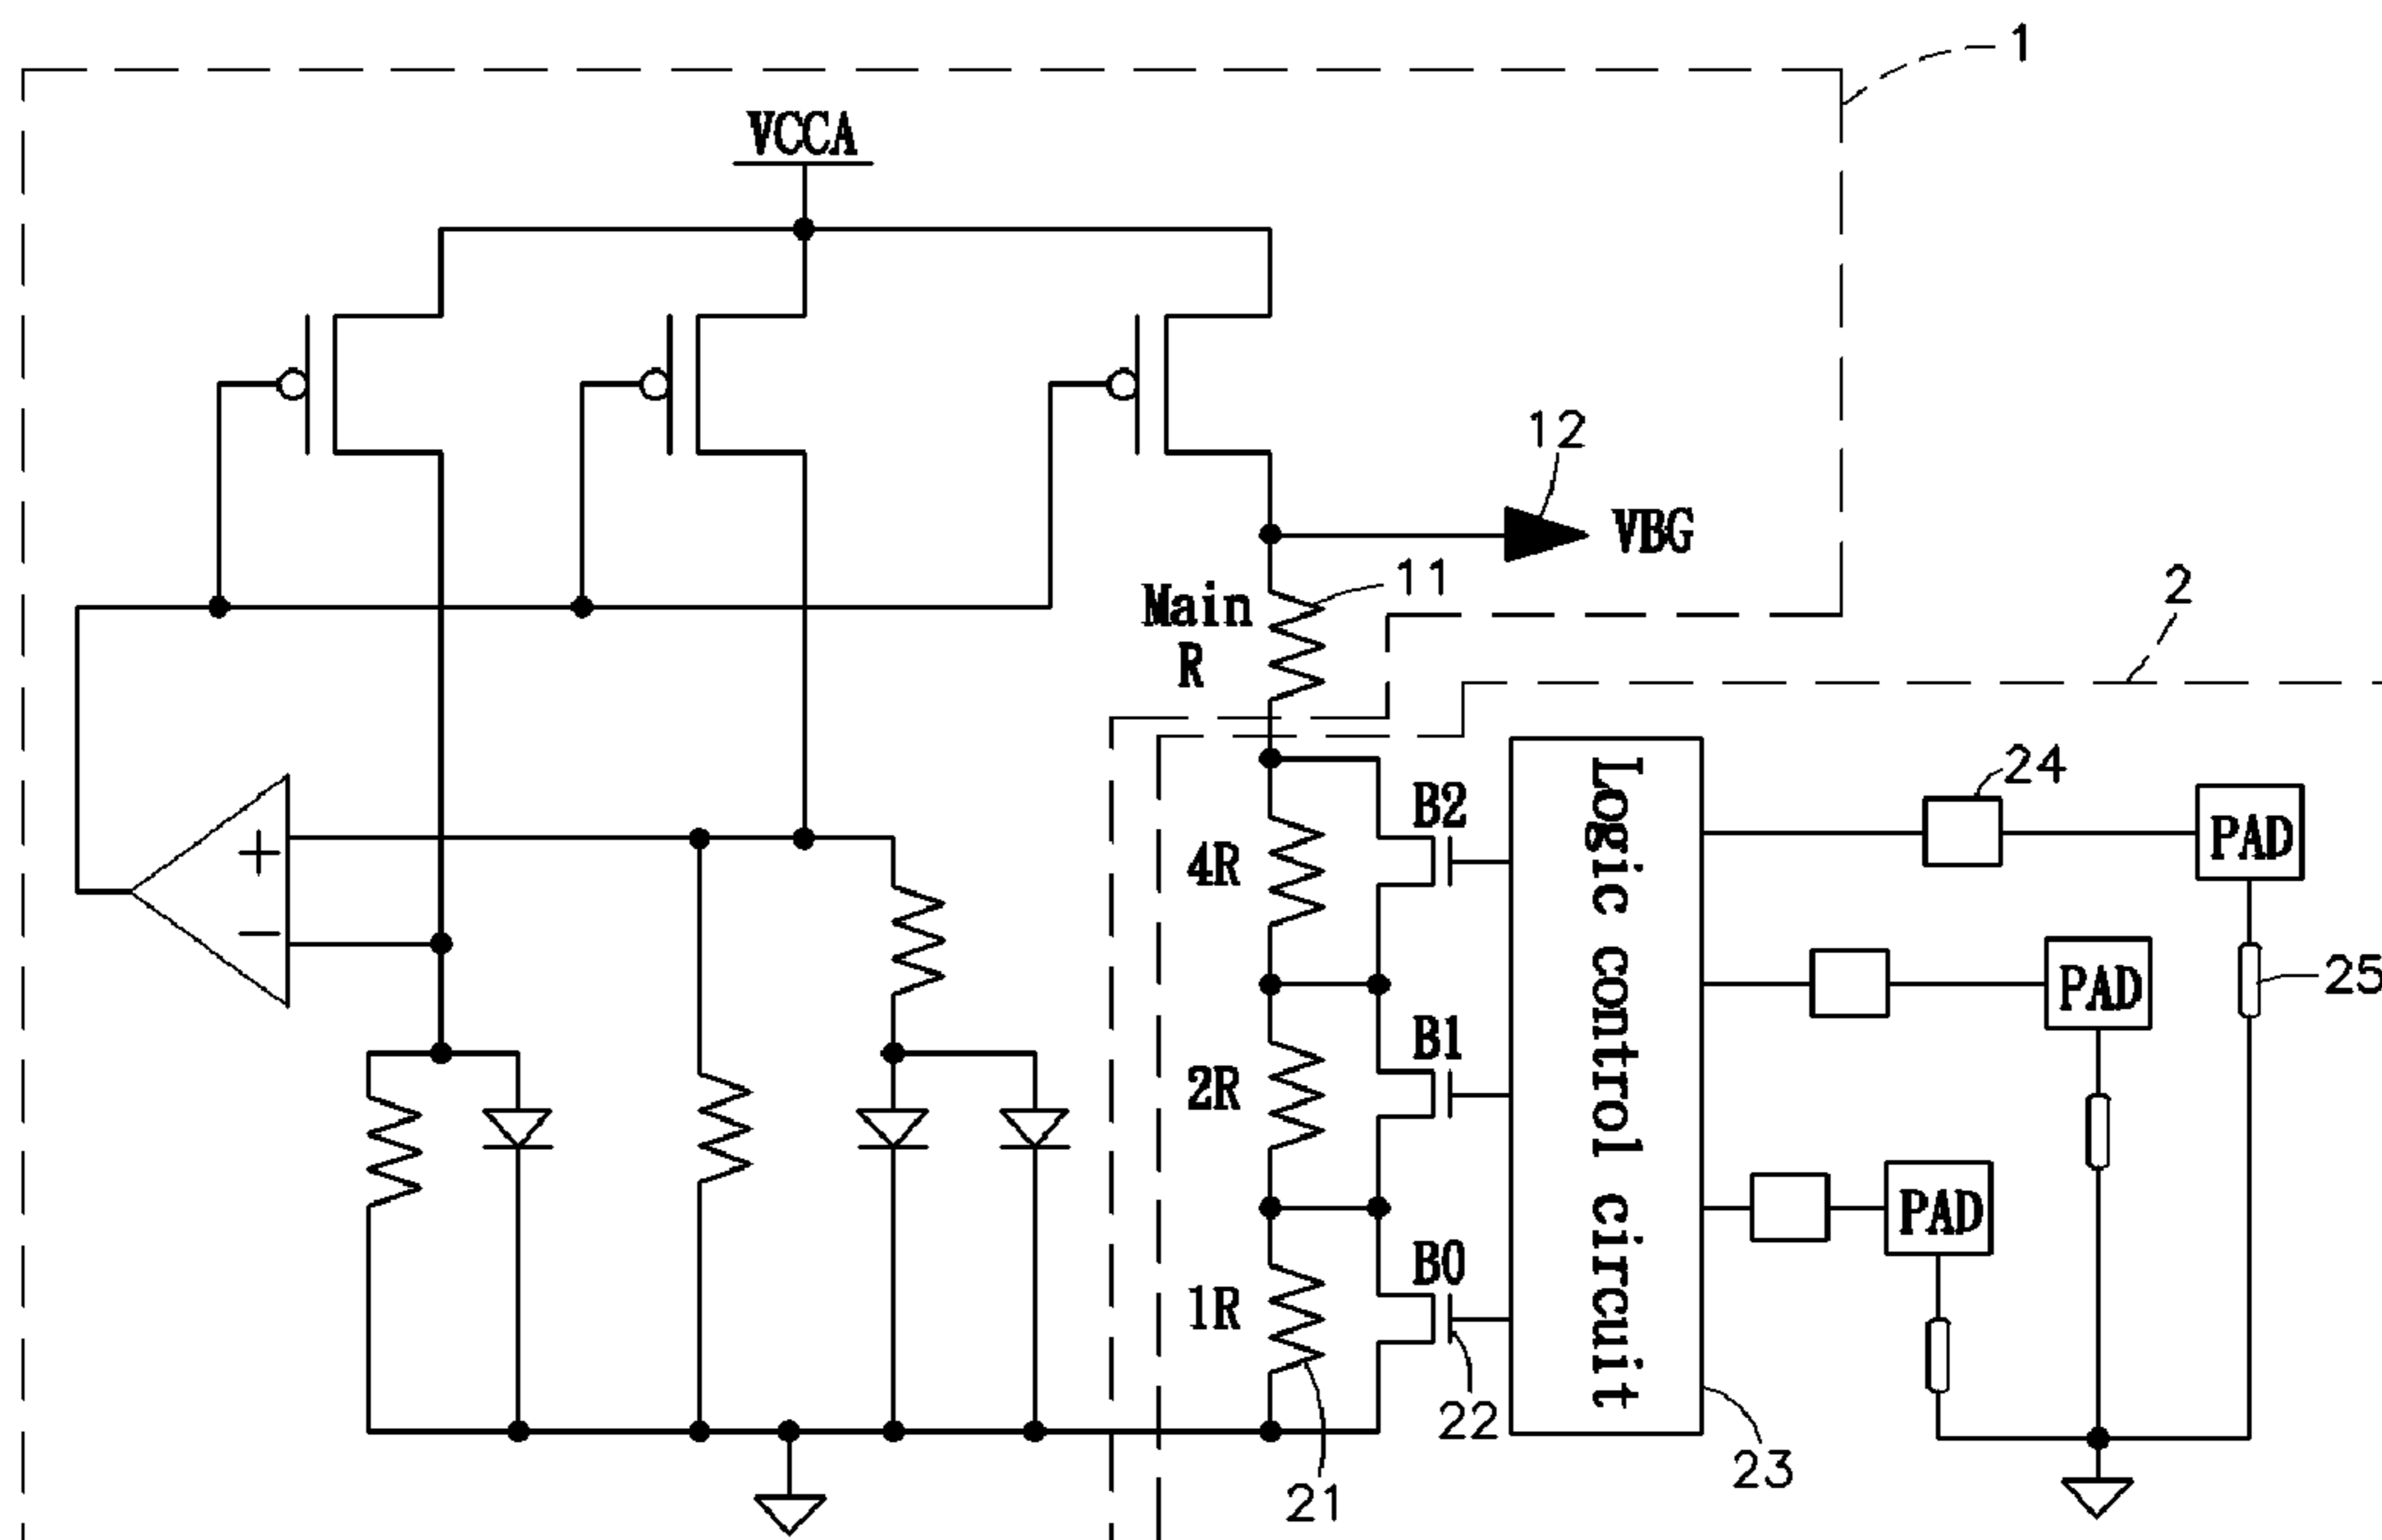 1
VCCA
12
VBG
11
Main
R
2
+
−
4R
2R
1R
B2
B1
B0
Logic control circuit
24
PAD
PAD
PAD
25
22
21
23